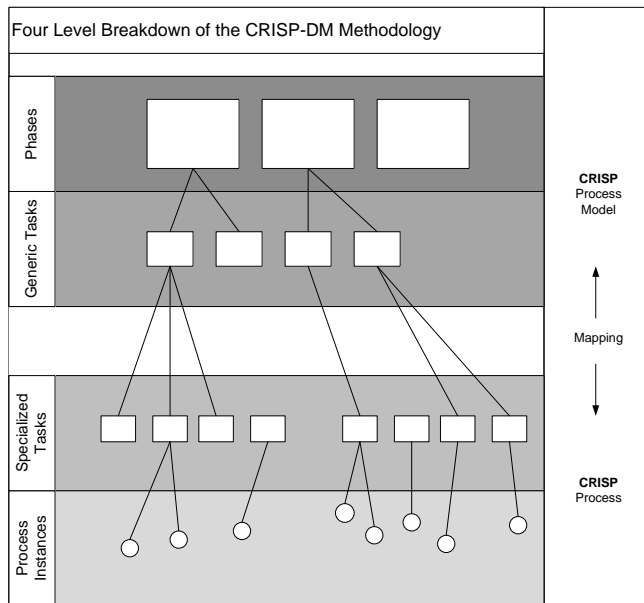 Four Level Breakdown of the CRISP-DM Methodology
Phases
Generic Tasks
Specialized
Tasks
Process
Instances
CRISP
Process
Model
Mapping
CRISP
Process